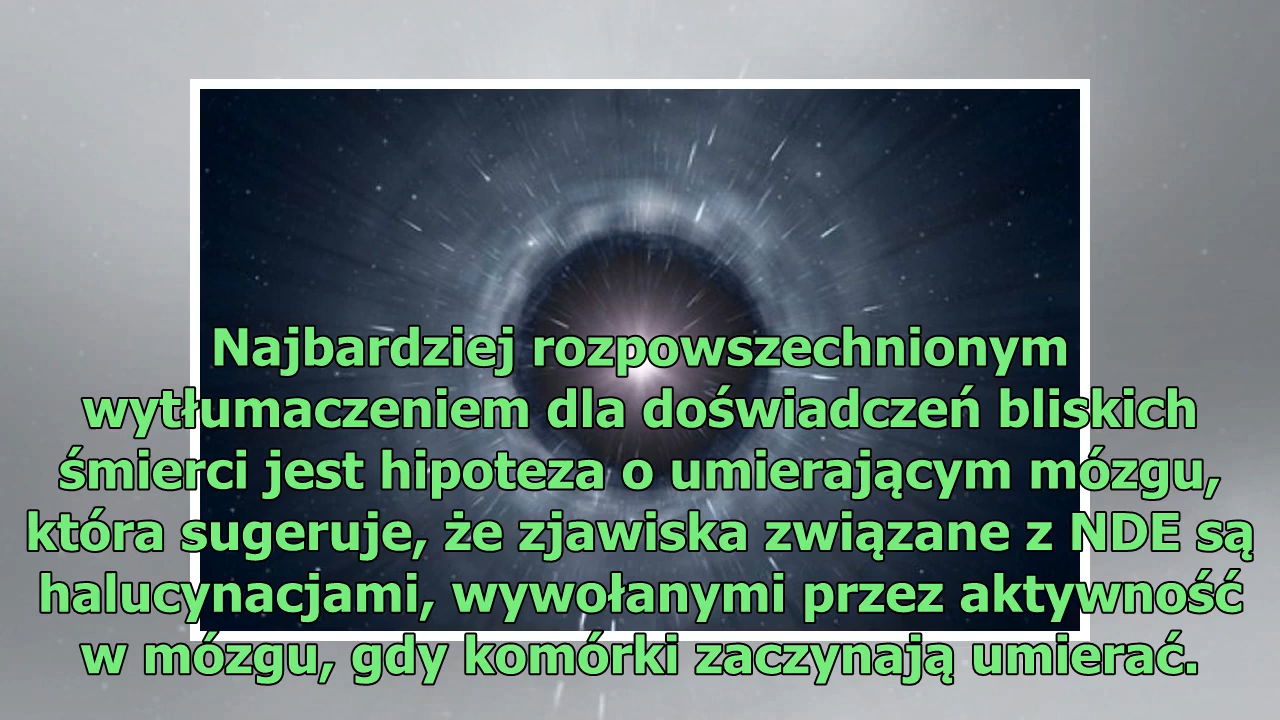 Najbardziej rozpowszechnionym
wytłumaczeniem dla doświadczeń bliskich
śmierci jest hipoteza o umierającym mózgu,
która sugeruje, że zjawiska związane z NDE są
halucynacjami, wywołanymi przez aktywność
w mózgu, gdy komórki zaczynają umierać.